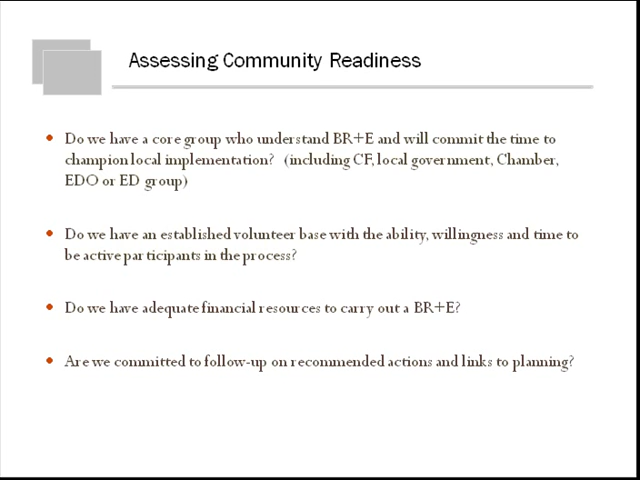 Assessing Community Readiness
Do we have a core group who understand BR+E and will commit the time to
champion local implementation? (including CF, local government, Chamber,
EDO or ED group)
Do we have an established volunteer base with the ability, willingness and time to
be active participants in the process?
Do we have adequate financial resources to carry out a BR+E?
Are we committed to follow-up on recommended actions and links to planning?